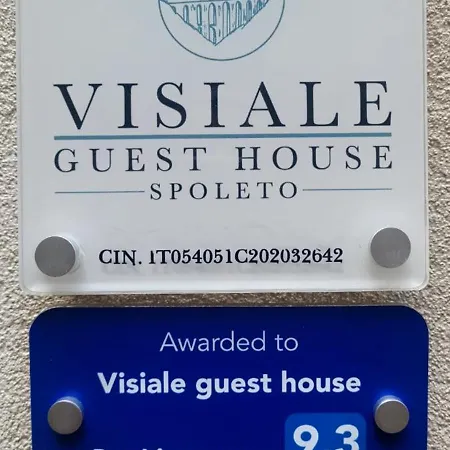 VISIALE
GUEST HOUSE
SPOLETO
CIN. IT054051C202032642
Awarded to
Visiale guest house
9.3